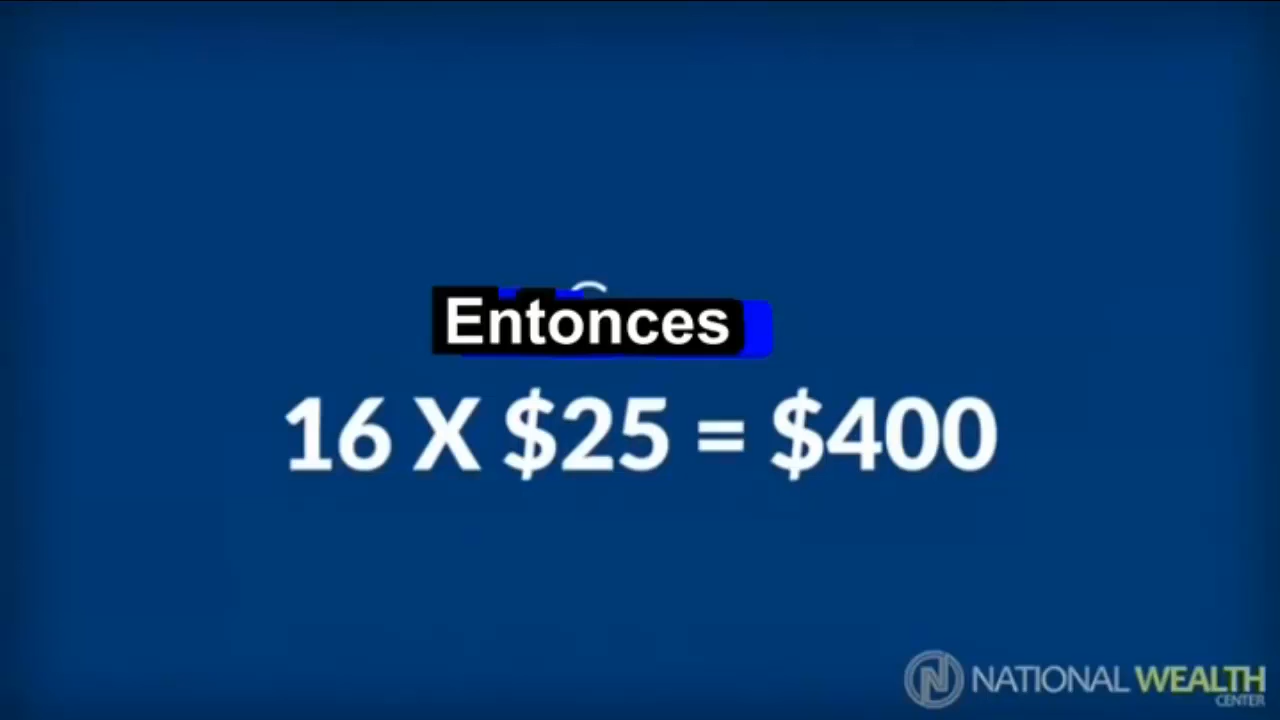 Entonces
16 X $25 = $400
NATIONAL WEALTH
CENTER